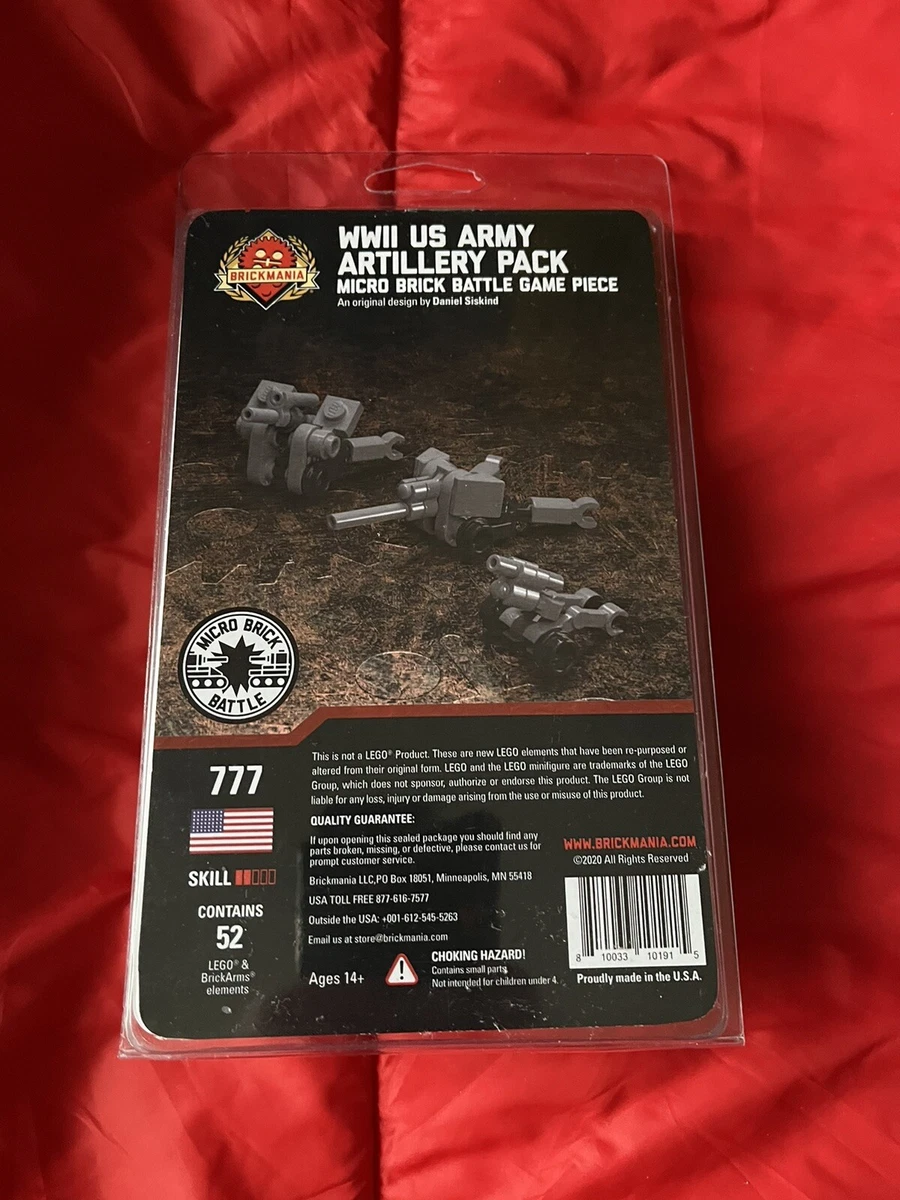 BRICKMANIA
WWII US ARMY
ARTILLERY PACK
MICRO BRICK BATTLE GAME PIECE
An original design by Daniel Siskind
MICRO BRICK
BATTLE
777
SKILL
CONTAINS
52
LEGO® &
BrickArms®
elements
This is not a LEGO® Product. These are new LEGO elements that have been re-purposed or
altered from their original form. LEGO and the LEGO minifigure are trademarks of the LEGO
Group, which does not sponsor, authorize or endorse this product. The LEGO Group is not
liable for any loss, injury or damage arising from the use or misuse of this product.
QUALITY GUARANTEE:
If upon opening this sealed package you should find any
parts broken, missing, or defective, please contact us for
prompt customer service.
Brickmania LLC,PO Box 18051, Minneapolis, MN 55418
USA TOLL FREE 877-616-7577
Outside the USA: +001-612-545-5263
Email us at store@brickmania.com
Ages 14+
CHOKING HAZARD!
Contains small parts.
Not intended for children under 4.
WWW.BRICKMANIA.COM
©2020 All Rights Reserved
8 10033 10191 5
Proudly made in the U.S.A.